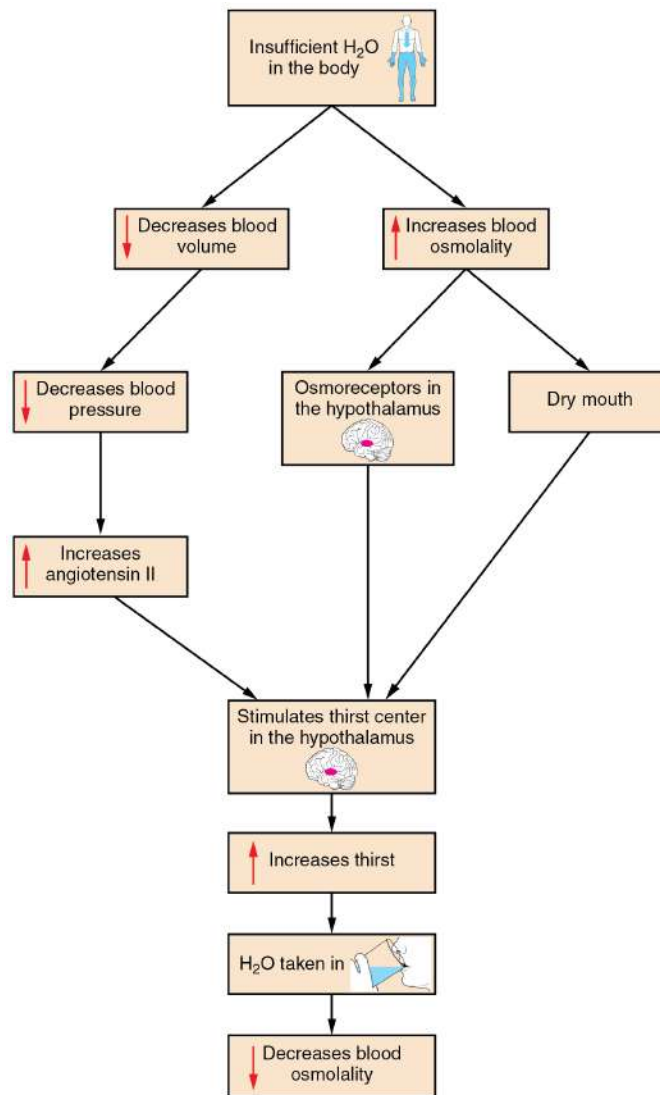 Insufficient H₂O
in the body
Decreases blood
volume
Increases blood
osmolality
Decreases blood
pressure
Osmoreceptors in
the hypothalamus
Dry mouth
Increases
angiotensin II
Stimulates thirst center
in the hypothalamus
Increases thirst
H₂O taken in
Decreases blood
osmolality